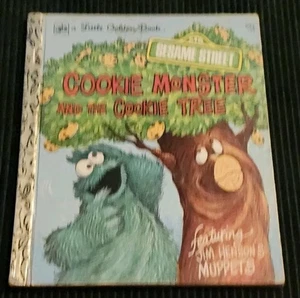 a Little Golden Book
SESAME STREET
COOKIE MONSTER
AND THE COOKIE TREE
featuring
JIM HENSON'S
MUPPETS